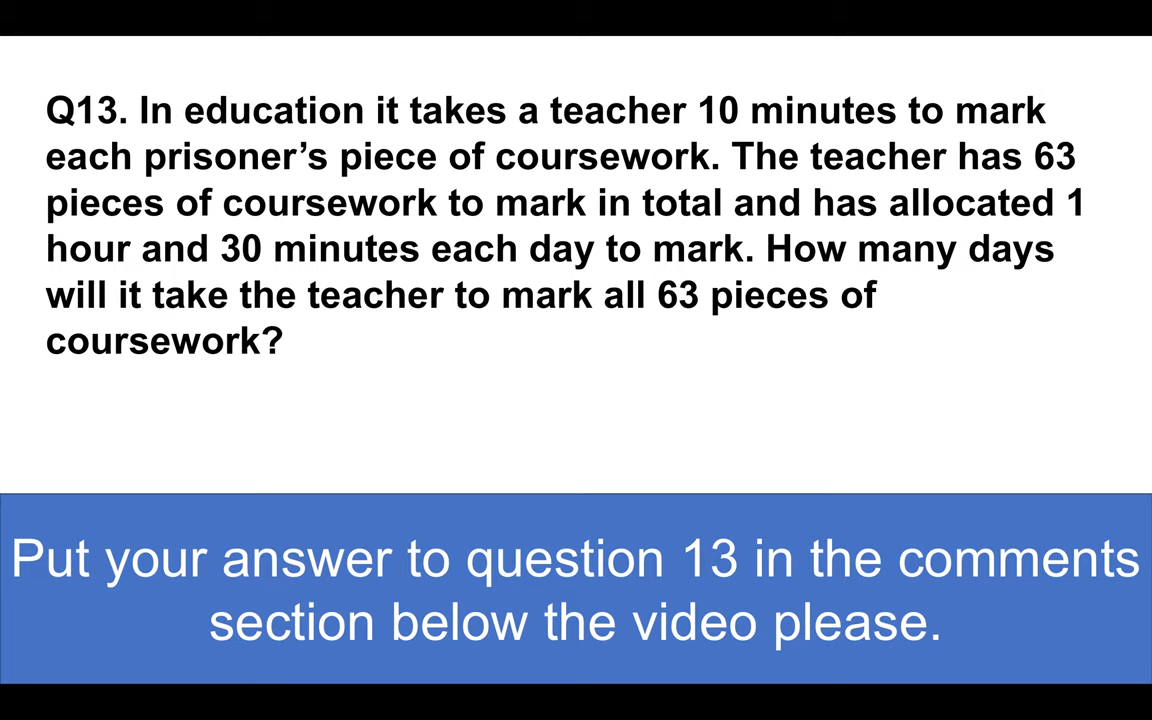 Q13. In education it takes a teacher 10 minutes to mark
each prisoner’s piece of coursework. The teacher has 63
pieces of coursework to mark in total and has allocated 1
hour and 30 minutes each day to mark. How many days
will it take the teacher to mark all 63 pieces of
coursework?
Put your answer to question 13 in the comments
section below the video please.